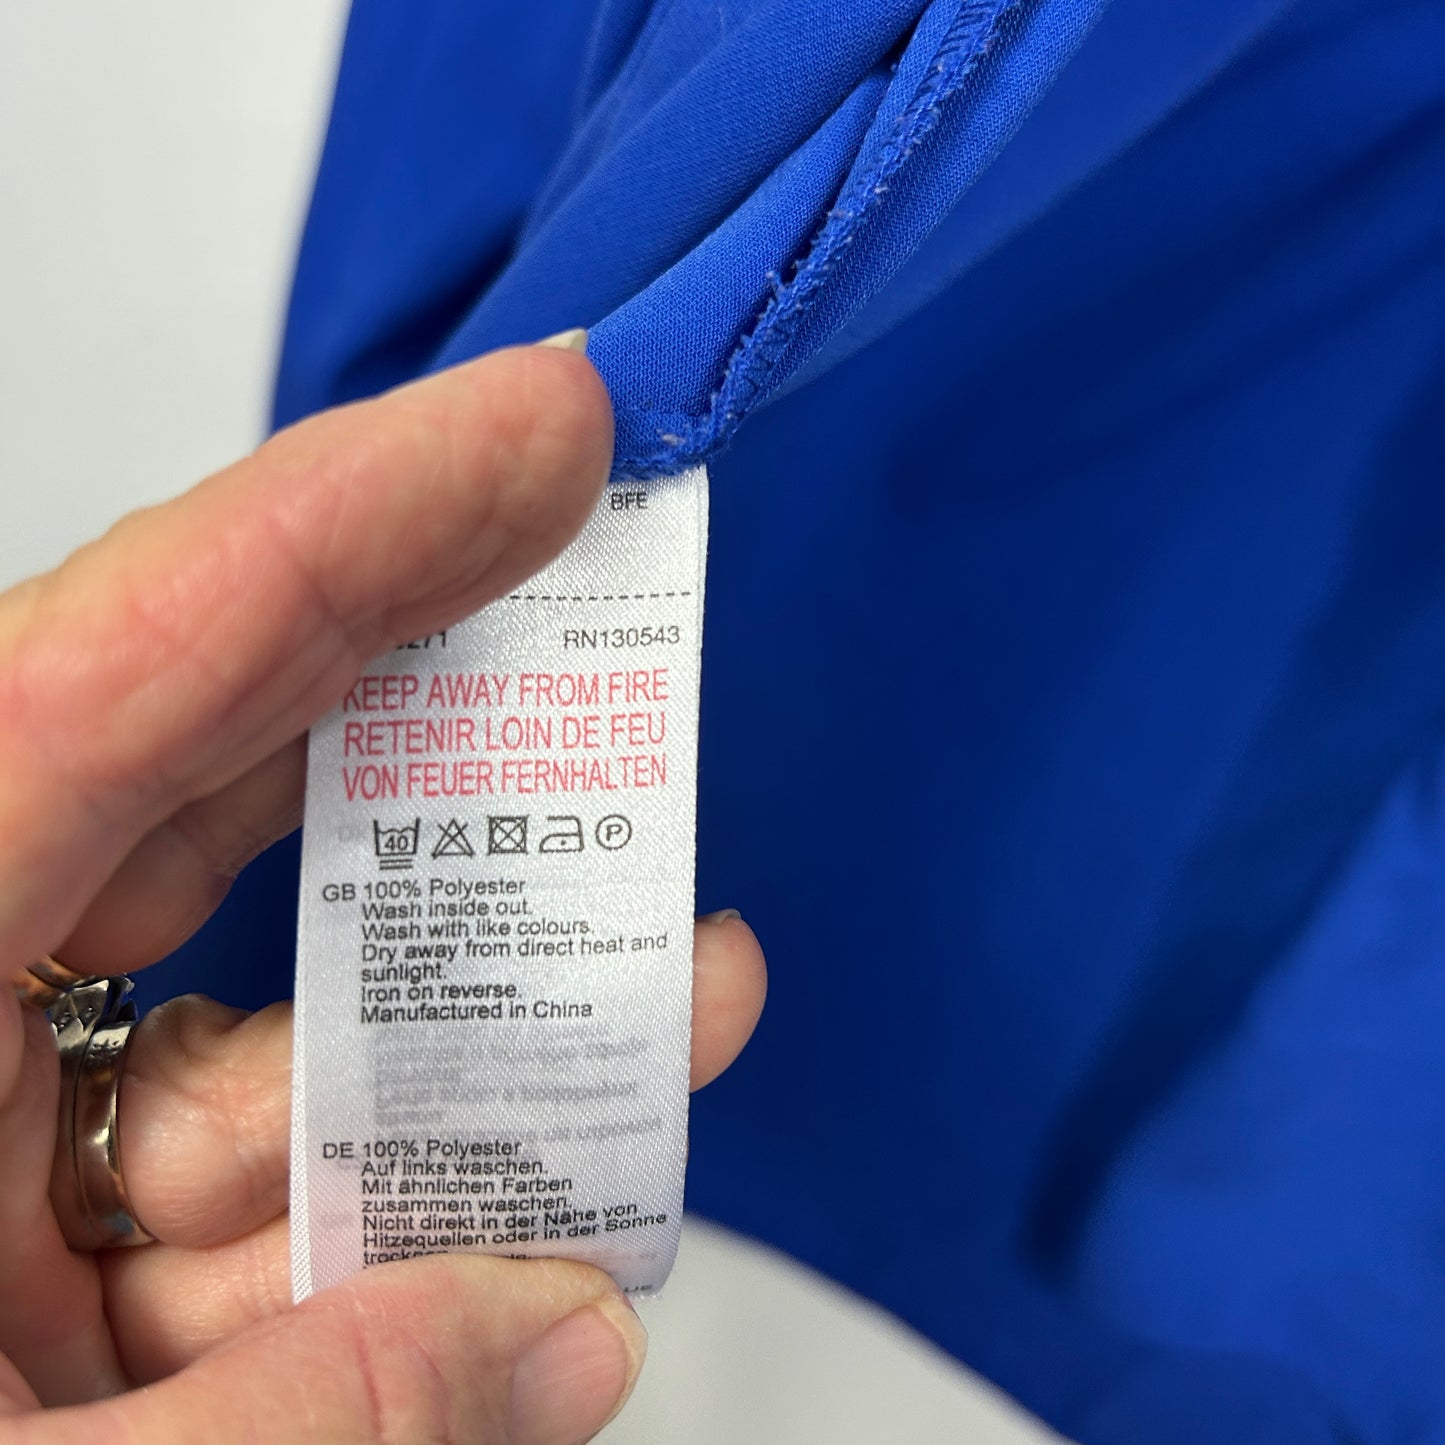 BFE
RN130543
KEEP AWAY FROM FIRE
RETENIR LOIN DE FEU
VON FEUER FERNHALTEN
40 P
GB 100% Polyester
Wash inside out.
Wash with like colours.
Dry away from direct heat and
sunlight.
Iron on reverse.
Manufactured in China
DE 100% Polyester
Auf links waschen.
Mit ähnlichen Farben
zusammen waschen.
Nicht direkt in der Nähe von
Hitzequellen oder in der Sonne